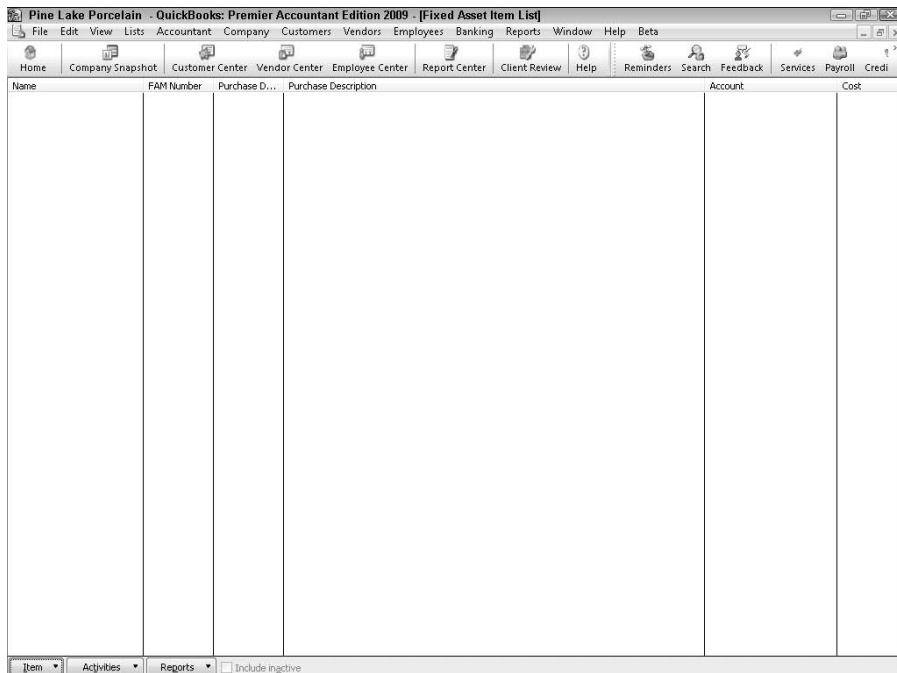 Pine Lake Porcelain - QuickBooks: Premier Accountant Edition 2009 - [Fixed Asset Item List]
File Edit View Lists Accountant Company Customers Vendors Employees Banking Reports Window Help Beta
Home Company Snapshot Customer Center Vendor Center Employee Center Report Center Client Review Help Reminders Search Feedback Services Payroll Credi
Name FAM Number Purchase D... Purchase Description Account Cost
Item Activities Reports Include inactive